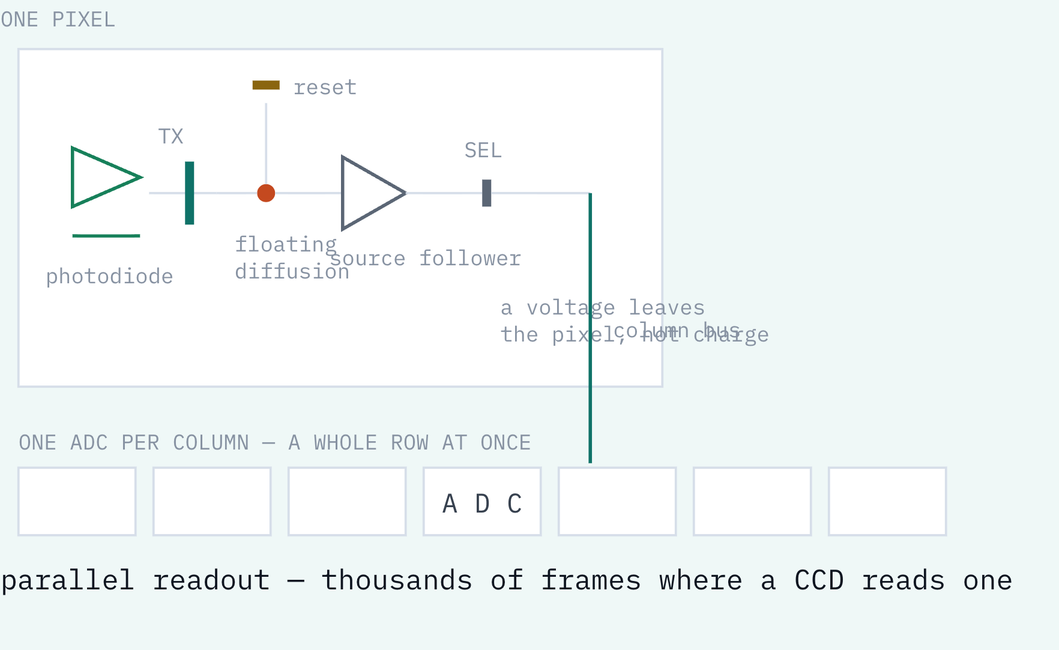 ONE PIXEL
reset
TX
SEL
floating
diffusion
source follower
photodiode
a voltage leaves
the pixel, not charge
column bus
ONE ADC PER COLUMN — A WHOLE ROW AT ONCE
A D C
parallel readout — thousands of frames where a CCD reads one